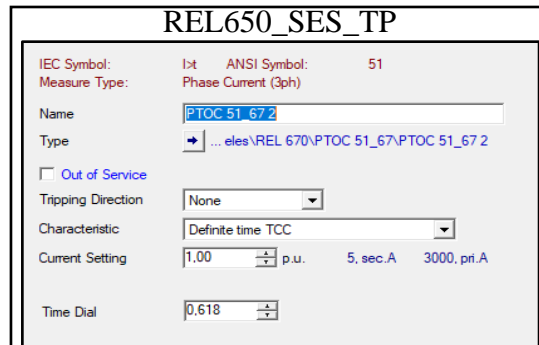 REL650_SES_TP
IEC Symbol: I>t ANSI Symbol: 51
Measure Type: Phase Current (3ph)
Name PTOC 51_67 2
Type ... eles\REL 670\PTOC 51_67\PTOC 51_67 2
Out of Service
Tripping Direction None
Characteristic Definite time TCC
Current Setting 1,00 p.u. 5, sec.A 3000, pri.A
Time Dial 0,618